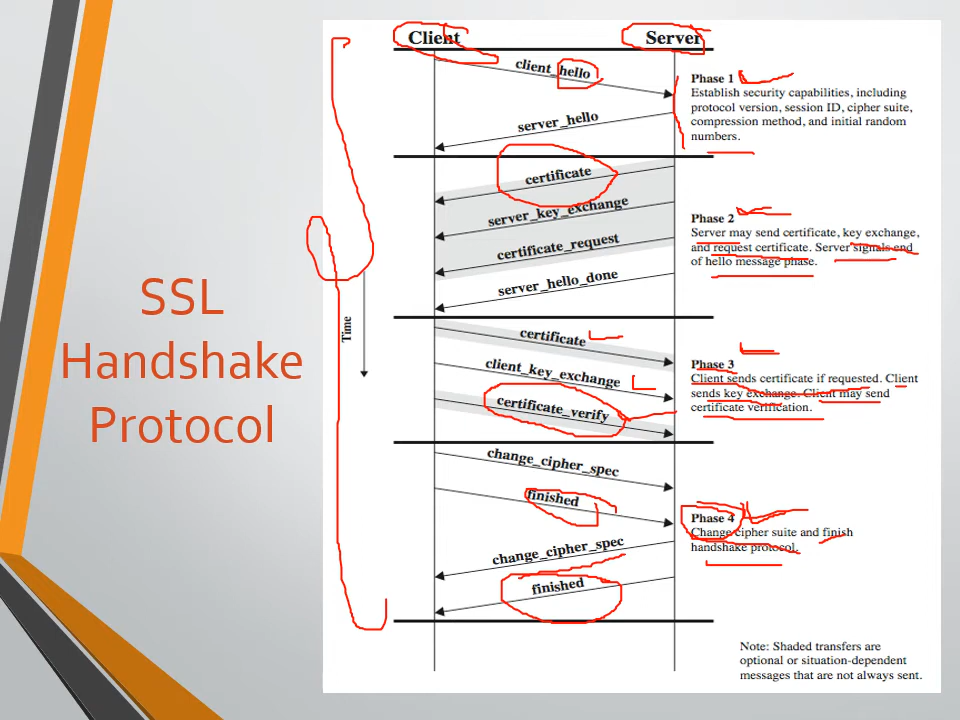 SSL
Handshake
Protocol
Client
Server
client_hello
server_hello
Phase 1
Establish security capabilities, including
protocol version, session ID, cipher suite,
compression method, and initial random
numbers.
certificate
server_key_exchange
certificate_request
server_hello_done
Phase 2
Server may send certificate, key exchange,
and request certificate. Server signals end
of hello message phase.
Time
certificate
client_key_exchange
certificate_verify
Phase 3
Client sends certificate if requested. Client
sends key exchange. Client may send
certificate verification.
change_cipher_spec
finished
change_cipher_spec
finished
Phase 4
Change cipher suite and finish
handshake protocol.
Note: Shaded transfers are
optional or situation-dependent
messages that are not always sent.